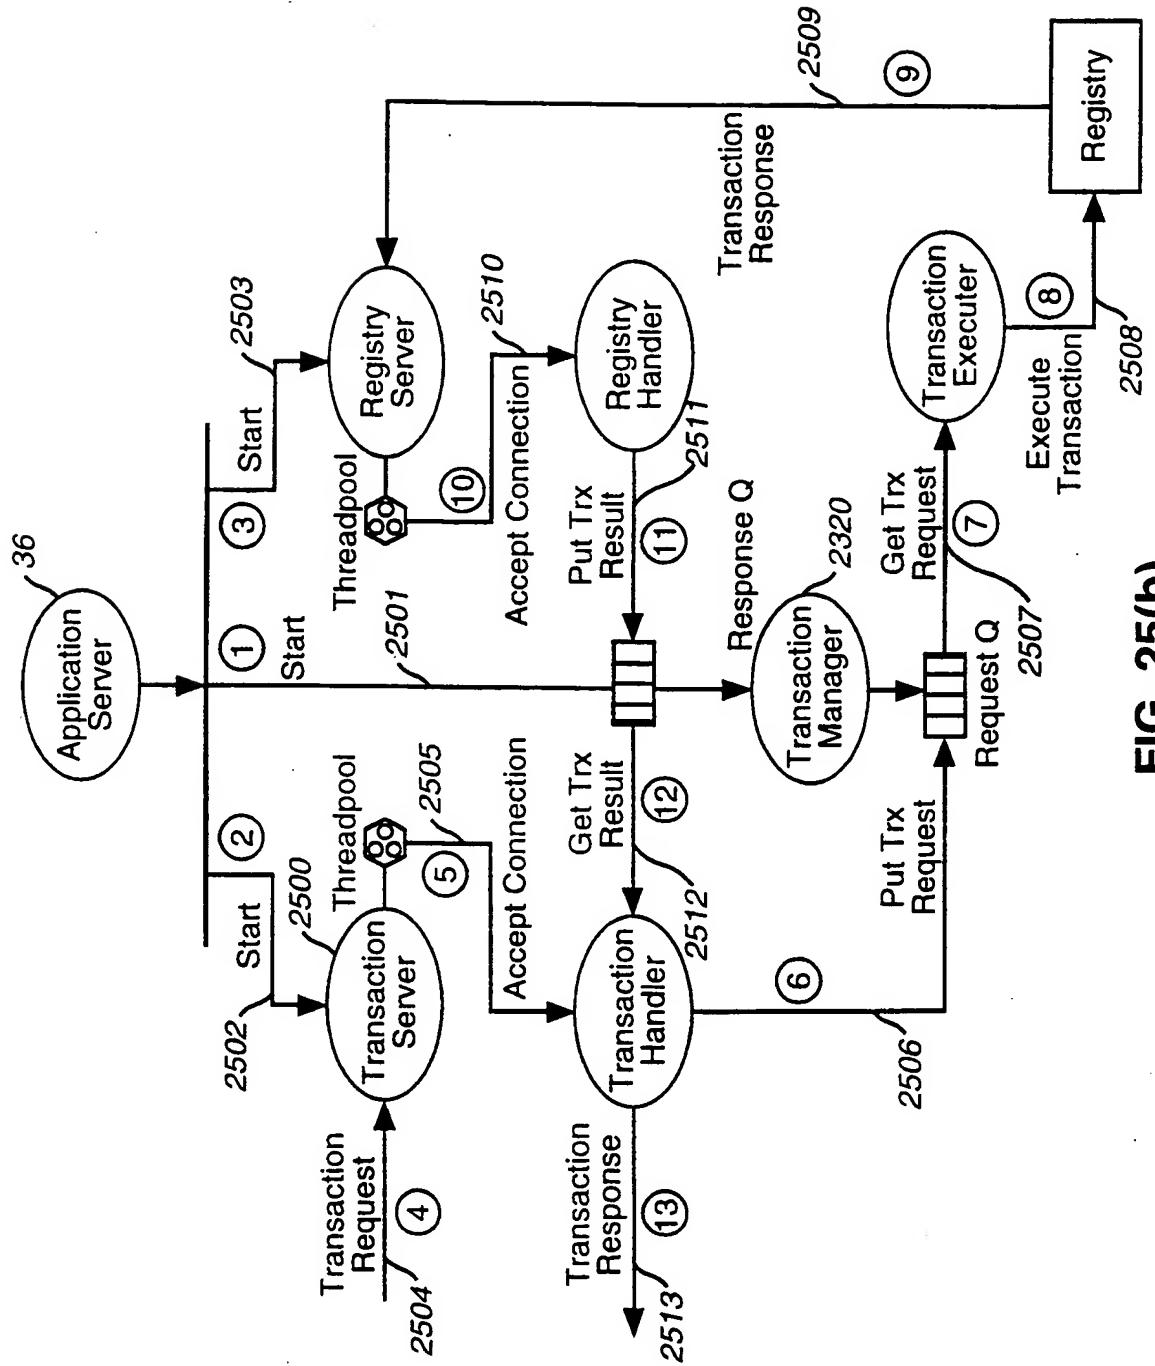 Application
Server
36
1
Start
2501
2
Start
2502
3
Start
2503
Transaction
Request
4
2504
Transaction
Server
2500
Threadpool
5
2505
Accept Connection
Threadpool
10
2510
Accept Connection
Registry
Server
Transaction
Response
9
2509
Transaction
Response
13
2513
Transaction
Handler
Get Trx
Result
12
2512
Put Trx
Result
11
2511
Registry
Handler
Response Q
Transaction
Manager
2320
6
2506
Put Trx
Request
Request Q
Get Trx
Request
7
2507
Transaction
Executer
Execute
Transaction
8
2508
Registry
FIG. 25(b)